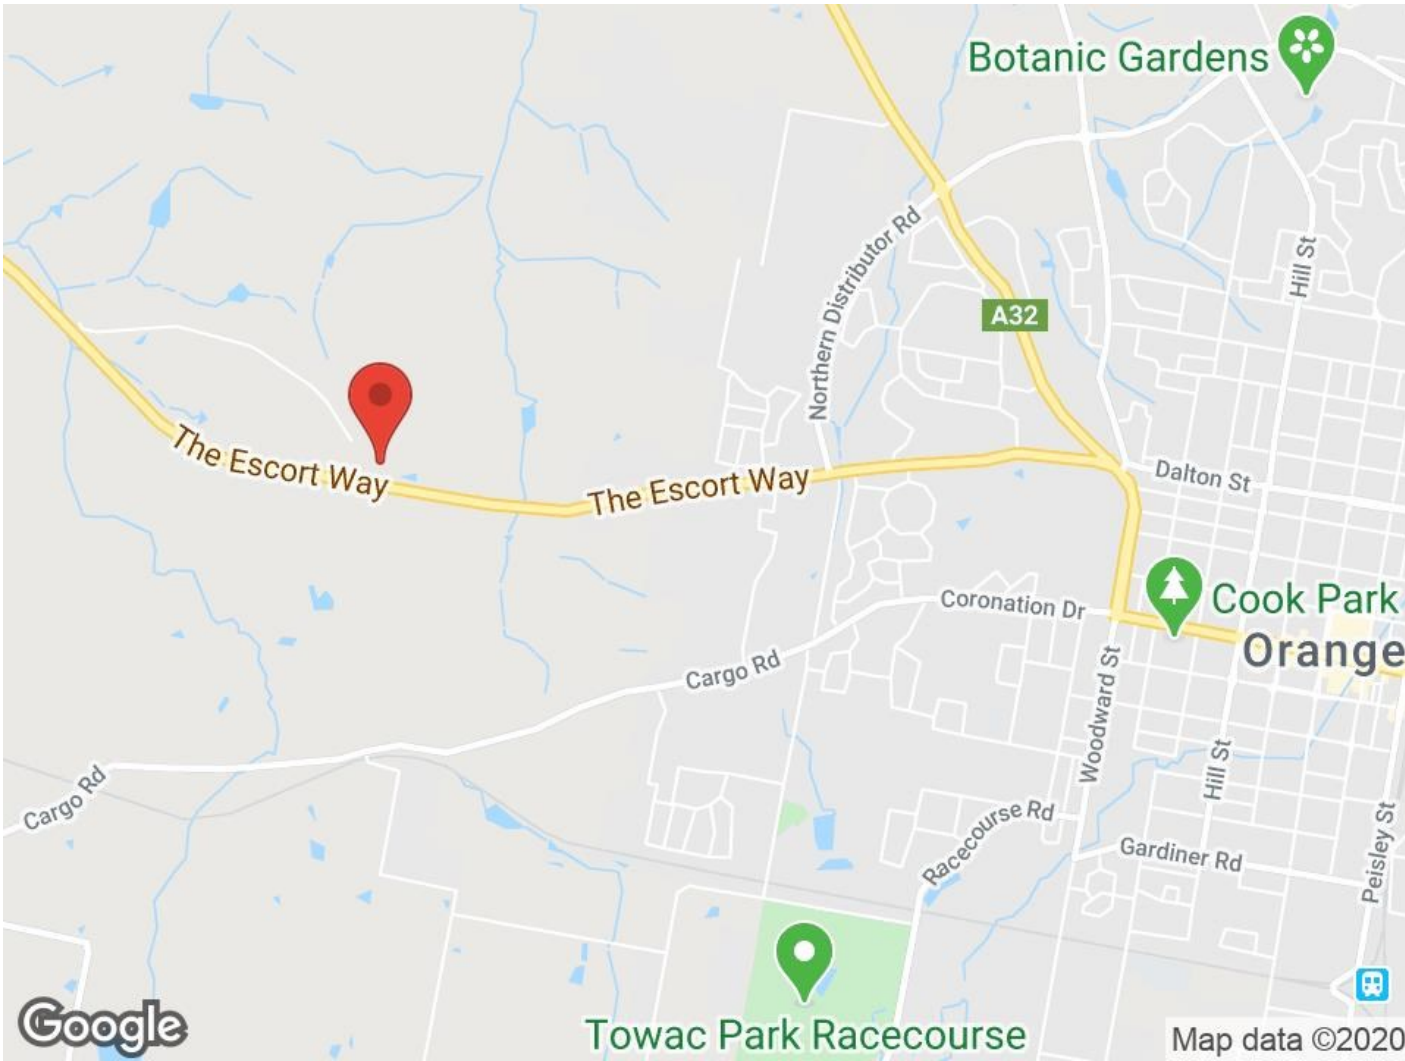 Botanic Gardens
Northern Distributor Rd
Hill St
A32
The Escort Way
The Escort Way
Dalton St
Coronation Dr
Cook Park
Orange
Cargo Rd
Woodward St
Hill St
Cargo Rd
Racecourse Rd
Gardiner Rd
Peisley St
Towac Park Racecourse
Google
Map data ©2020